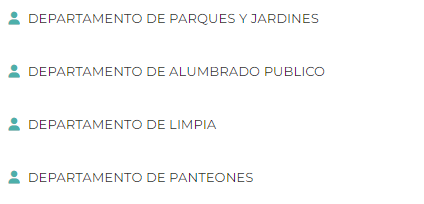 DEPARTAMENTO DE PARQUES Y JARDINES
DEPARTAMENTO DE ALUMBRADO PUBLICO
DEPARTAMENTO DE LIMPIA
DEPARTAMENTO DE PANTEONES